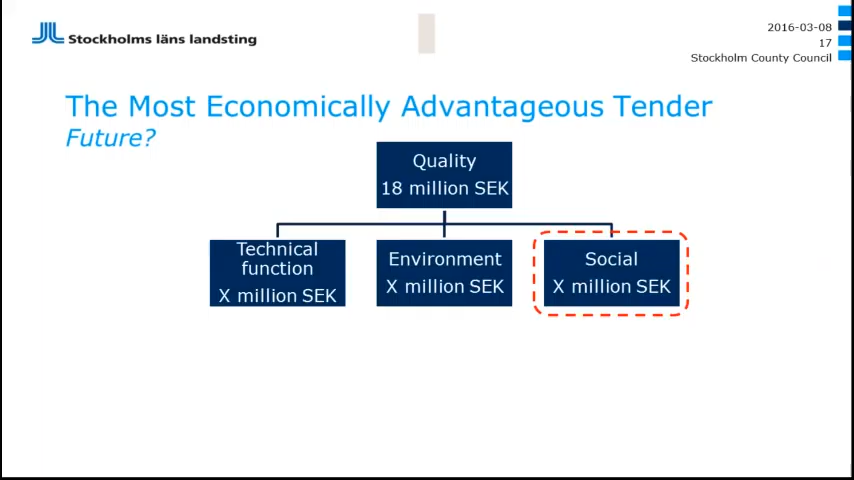 Stockholms läns landsting
2016-03-08
17
Stockholm County Council
The Most Economically Advantageous Tender
Future?
Quality
18 million SEK
Technical
function
X million SEK
Environment
X million SEK
Social
X million SEK